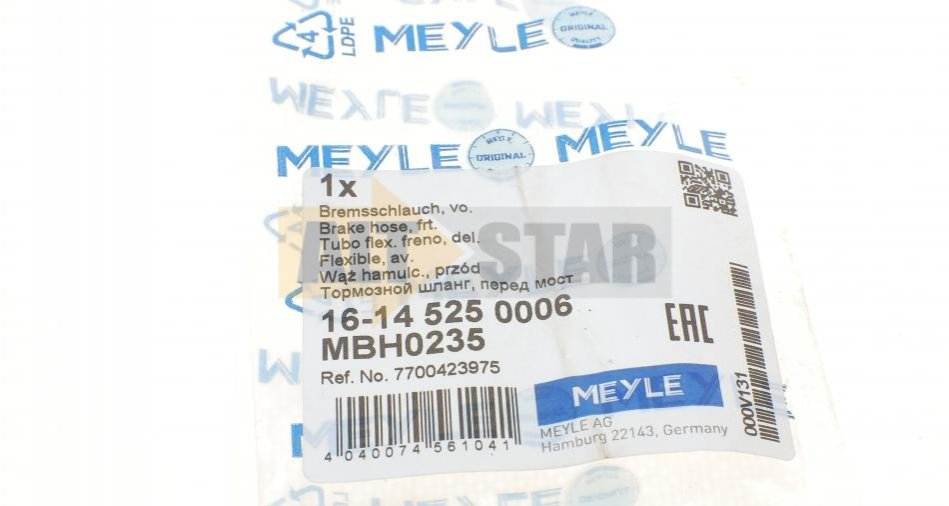 4
LDPE
MEYLE
ORIGINAL
MEYLE
MEYLE
MEYLE
ORIGINAL
MEYLE
1x
Bremsschlauch, vo.
Brake hose, frt.
Tubo flex. freno, del.
Flexible, av.
Wąż hamulc., przód
Тормозной шланг, перед мост
STAR
16-14 525 0006
MBH0235
EAC
Ref. No. 7700423975
MEYLE
MEYLE AG
Hamburg 22143, Germany
000V131
4 040074 561041